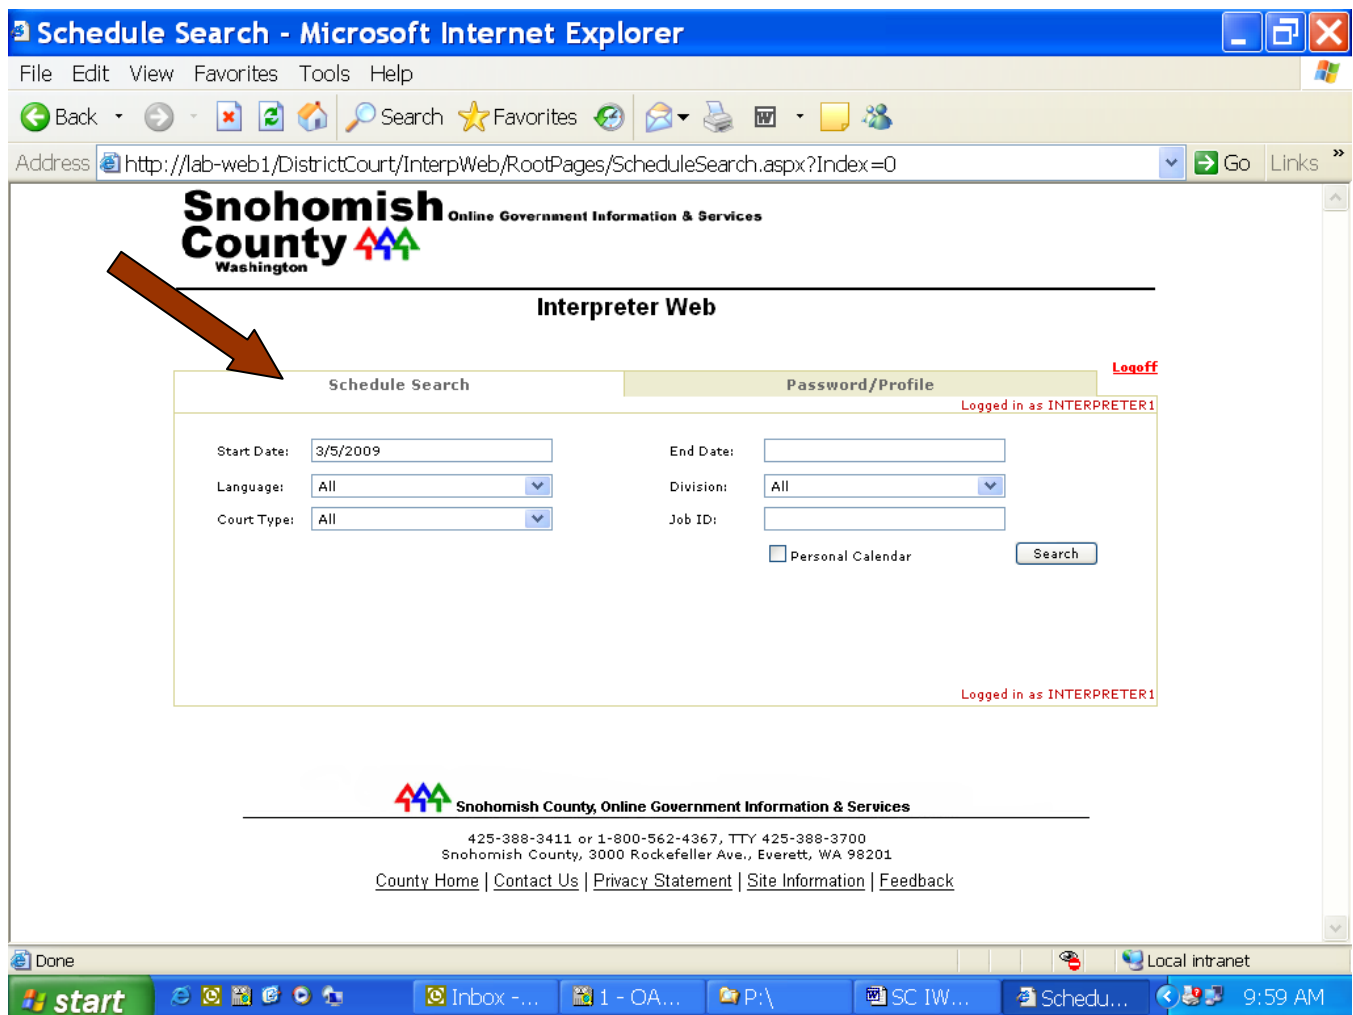 Schedule Search - Microsoft Internet Explorer
File Edit View Favorites Tools Help
Back Search Favorites
Address http://lab-web1/DistrictCourt/InterpWeb/RootPages/ScheduleSearch.aspx?Index=0 Go Links »
Snohomish Online Government Information & Services
County
Washington
Interpreter Web
Logoff
Schedule Search Password/Profile
Logged in as INTERPRETER1
Start Date: 3/5/2009 End Date:
Language: All Division: All
Court Type: All Job ID:
Personal Calendar Search
Logged in as INTERPRETER1
Snohomish County, Online Government Information & Services
425-388-3411 or 1-800-562-4367, TTY 425-388-3700
Snohomish County, 3000 Rockefeller Ave., Everett, WA 98201
County Home | Contact Us | Privacy Statement | Site Information | Feedback
Done Local intranet
start Inbox -... 1 - OA... P:\ SC IW... Schedu... 9:59 AM